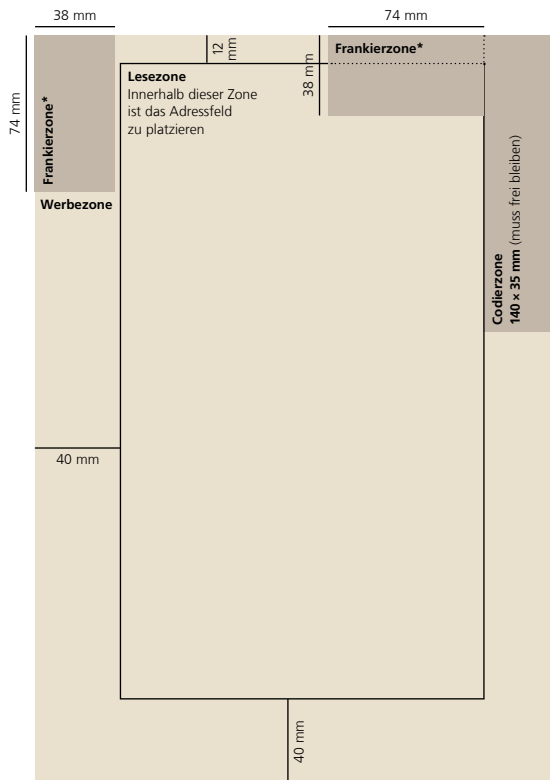 38 mm
74 mm
12
mm
Frankierzone*
38 mm
74 mm
Frankierzone*
Lesezone
Innerhalb dieser Zone
ist das Adressfeld
zu platzieren
Werbezone
Codierzone
140 × 35 mm (muss frei bleiben)
40 mm
40 mm